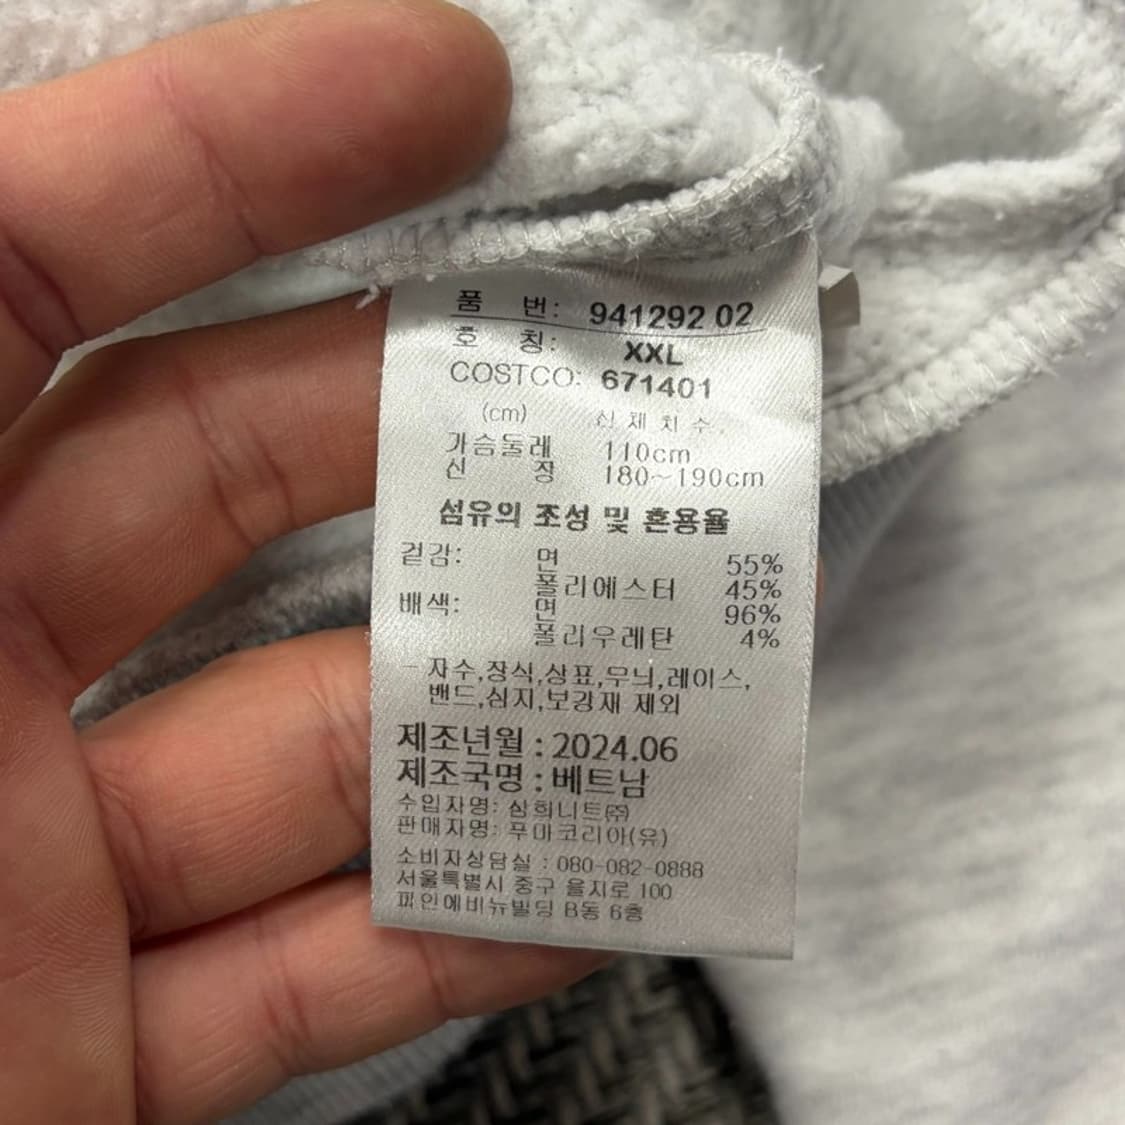 품 번: 941292 02
호 칭: XXL
COSTCO: 671401
(cm) 신 체 치 수.
가슴둘레 110cm
신 장 180~190cm
섬유의 조성 및 혼용율
겉감: 면 55%
폴리에스터 45%
배색: 면 96%
폴리우레탄 4%
- 자수,장식,상표,무늬,레이스,
밴드,심지,보강재 제외
제조년월 : 2024.06
제조국명 : 베트남
수입자명: 삼희니트㈜
판매자명: 푸마코리아(유)
소비자상담실 : 080-082-0888
서울특별시 중구 을지로 100
파인에비뉴빌딩 B동 6층